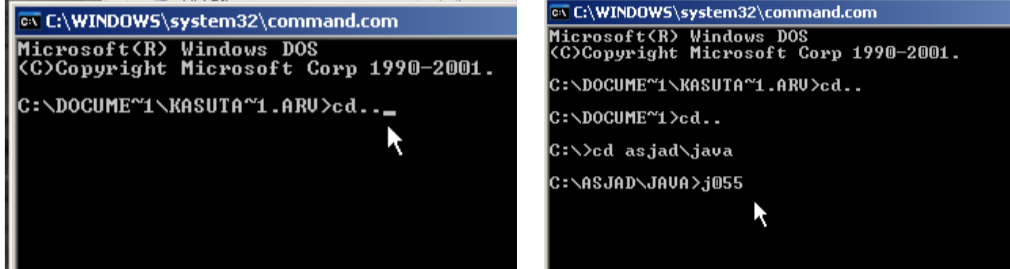 C:\WINDOWS\system32\command.com
Microsoft(R) Windows DOS
(C)Copyright Microsoft Corp 1990-2001.
C:\DOCUME~1\KASUTA~1.ARV>cd..
C:\WINDOWS\system32\command.com
Microsoft(R) Windows DOS
(C)Copyright Microsoft Corp 1990-2001.
C:\DOCUME~1\KASUTA~1.ARV>cd..
C:\DOCUME~1>cd..
C:\>cd asjad\java
C:\ASJAD\JAVA>j055